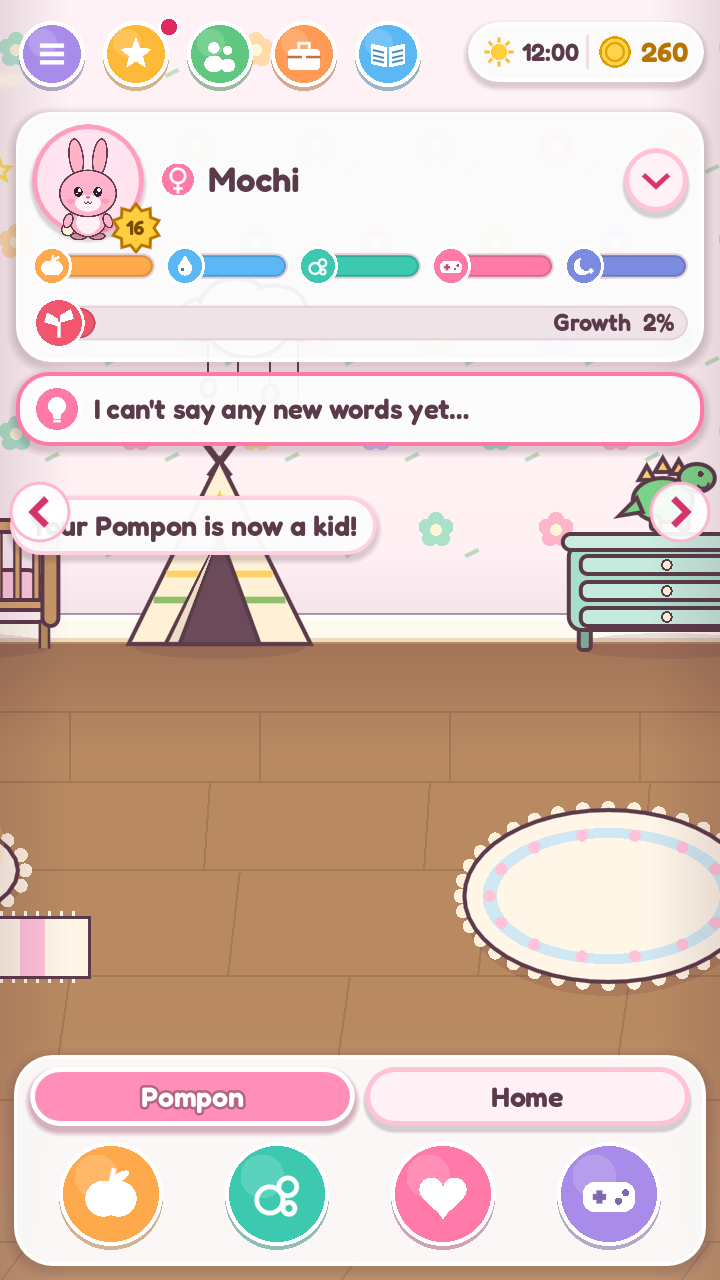 12:00
260
Mochi
16
Growth 2%
I can't say any new words yet...
ur Pompon is now a kid!
Pompon
Home